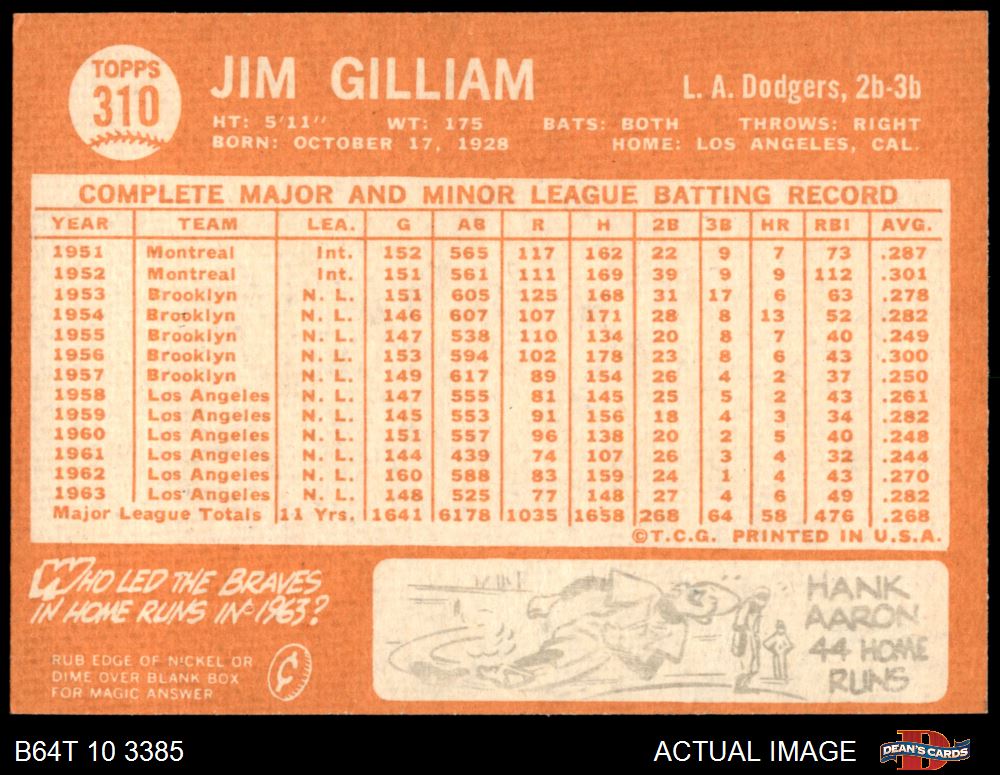 TOPPS
310
JIM GILLIAM
L. A. Dodgers, 2b-3b
HT: 5'11" WT: 175 BATS: BOTH THROWS: RIGHT
BORN: OCTOBER 17, 1928 HOME: LOS ANGELES, CAL.
COMPLETE MAJOR AND MINOR LEAGUE BATTING RECORD
YEAR TEAM LEA. G AB R H 2B 3B HR RBI AVG.
1951 Montreal Int. 152 565 117 162 22 9 7 73 .287
1952 Montreal Int. 151 561 111 169 39 9 9 112 .301
1953 Brooklyn N. L. 151 605 125 168 31 17 6 63 .278
1954 Brooklyn N. L. 146 607 107 171 28 8 13 52 .282
1955 Brooklyn N. L. 147 538 110 134 20 8 7 40 .249
1956 Brooklyn N. L. 153 594 102 178 23 8 6 43 .300
1957 Brooklyn N. L. 149 617 89 154 26 4 2 37 .250
1958 Los Angeles N. L. 147 555 81 145 25 5 2 43 .261
1959 Los Angeles N. L. 145 553 91 156 18 4 3 34 .282
1960 Los Angeles N. L. 151 557 96 138 20 2 5 40 .248
1961 Los Angeles N. L. 144 439 74 107 26 3 4 32 .244
1962 Los Angeles N. L. 160 588 83 159 24 1 4 43 .270
1963 Los Angeles N. L. 148 525 77 148 27 4 6 49 .282
Major League Totals 11 Yrs. 1641 6178 1035 1658 268 64 58 476 .268
©T.C.G. PRINTED IN U.S.A.
WHO LED THE BRAVES
IN HOME RUNS IN 1963?
RUB EDGE OF NICKEL OR
DIME OVER BLANK BOX
FOR MAGIC ANSWER
¢
HANK
AARON
44 HOME
RUNS
B64T 10 3385
ACTUAL IMAGE
DEAN'S CARDS